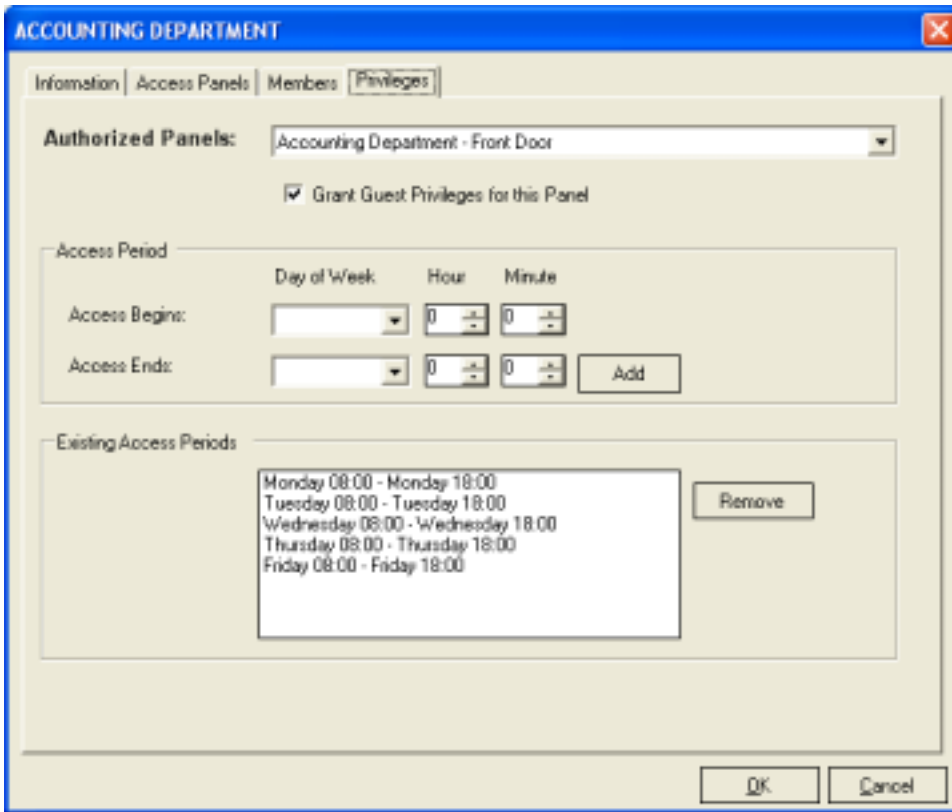 ACCOUNTING DEPARTMENT
Information Access Panels Members Privileges
Authorized Panels: Accounting Department - Front Door
Grant Guest Privileges for this Panel
Access Period
Day of Week Hour Minute
Access Begins: 0 0
Access Ends: 0 0 Add
Existing Access Periods
Monday 08:00 - Monday 18:00
Remove
Tuesday 08:00 - Tuesday 18:00
Wednesday 08:00 - Wednesday 18:00
Thursday 08:00 - Thursday 18:00
Friday 08:00 - Friday 18:00
OK Cancel